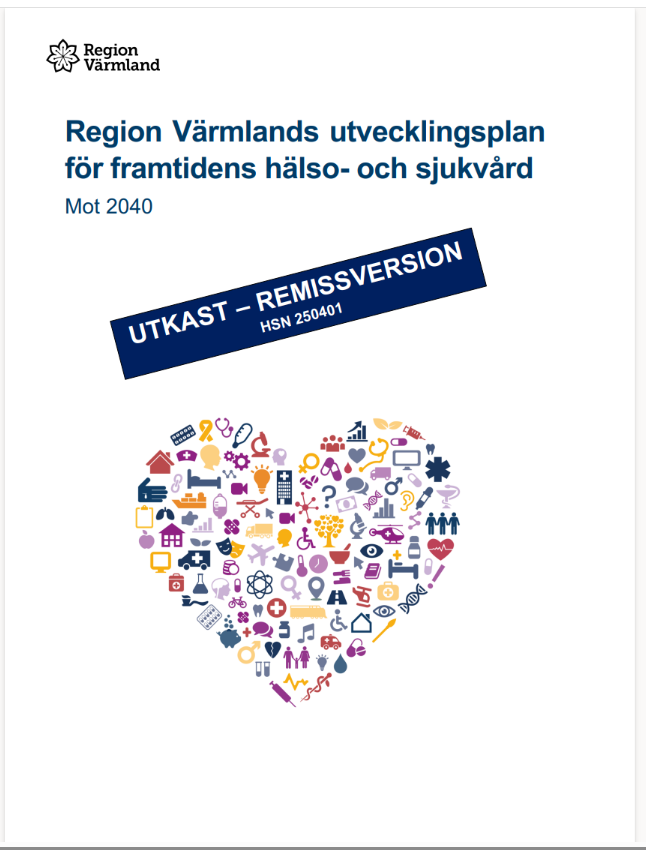 Region
Värmland
Region Värmlands utvecklingsplan
för framtidens hälso- och sjukvård
Mot 2040
UTKAST – REMISSVERSION
HSN 250401